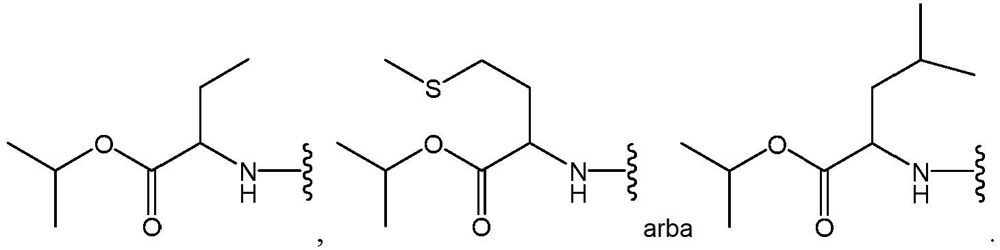 S
O O O
N N N
H H H
O , O arba O .